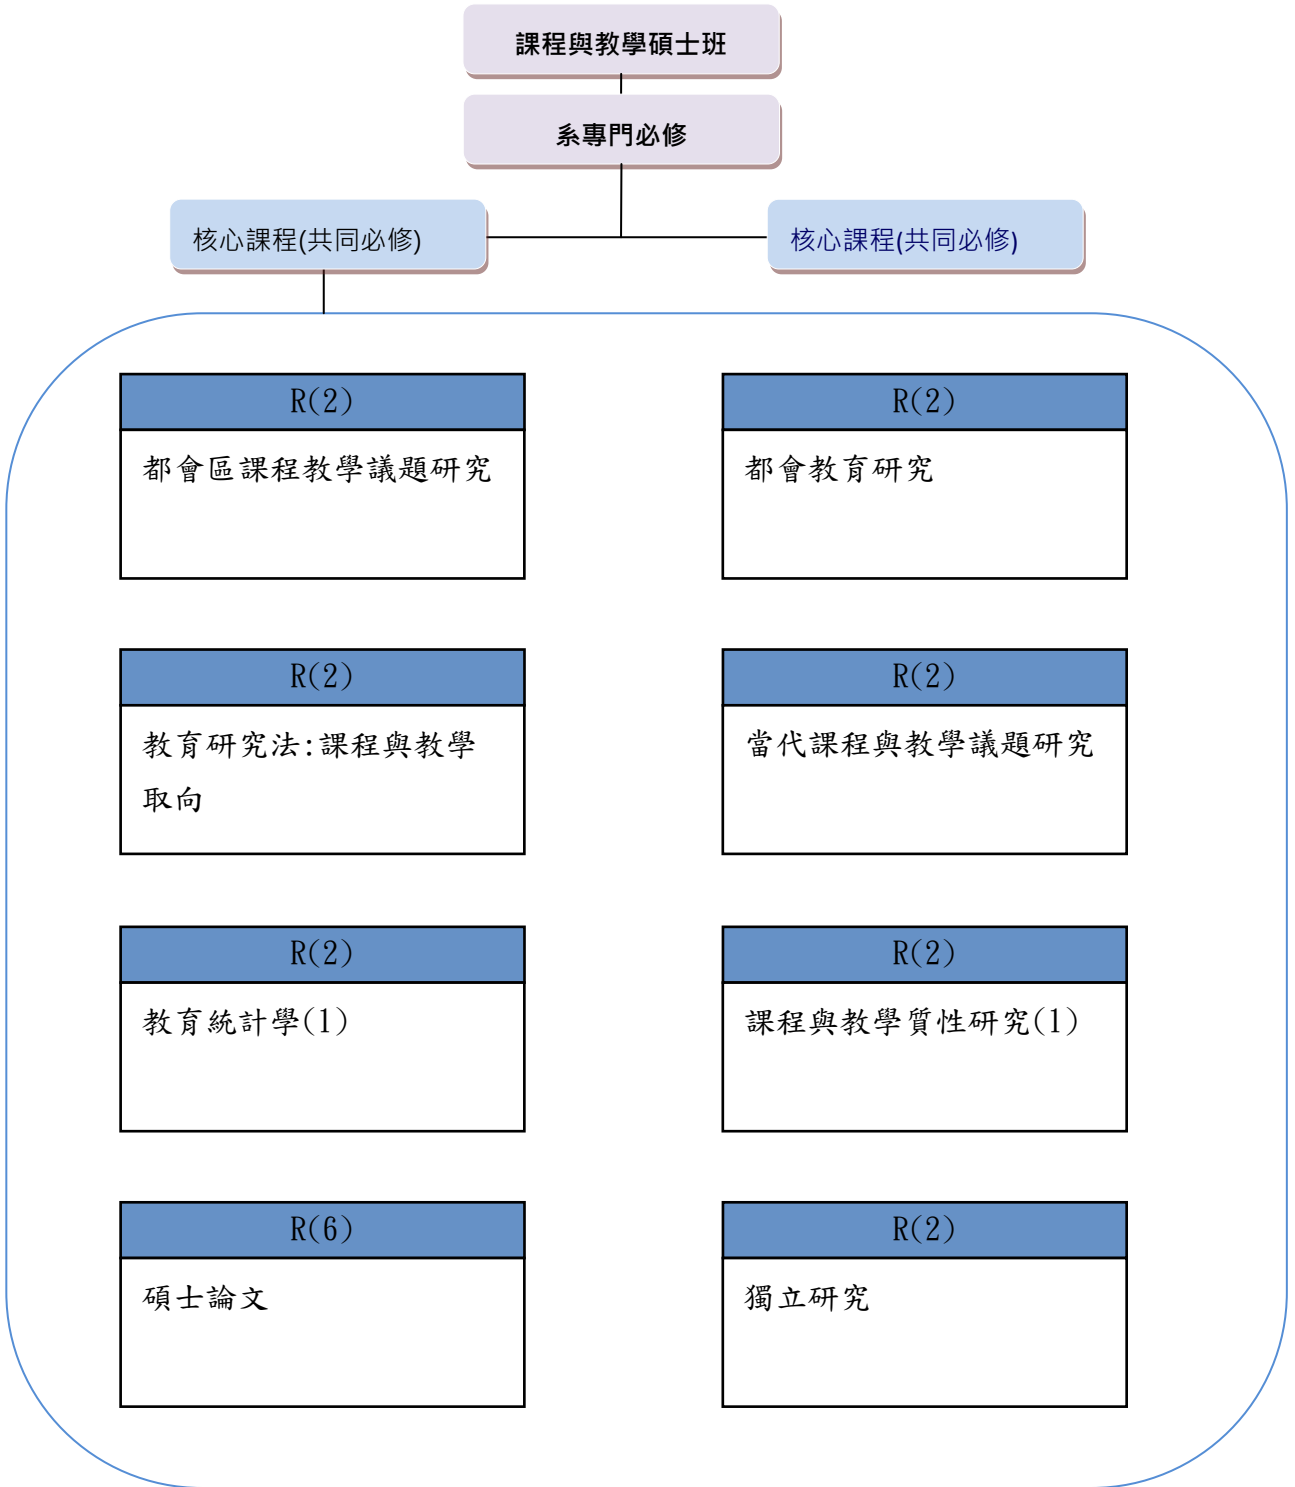 課程與教學碩士班
系專門必修
核心課程(共同必修)
核心課程(共同必修)
R(2)
都會區課程教學議題研究
R(2)
都會教育研究
R(2)
教育研究法:課程與教學
取向
R(2)
當代課程與教學議題研究
R(2)
教育統計學(1)
R(2)
課程與教學質性研究(1)
R(6)
碩士論文
R(2)
獨立研究